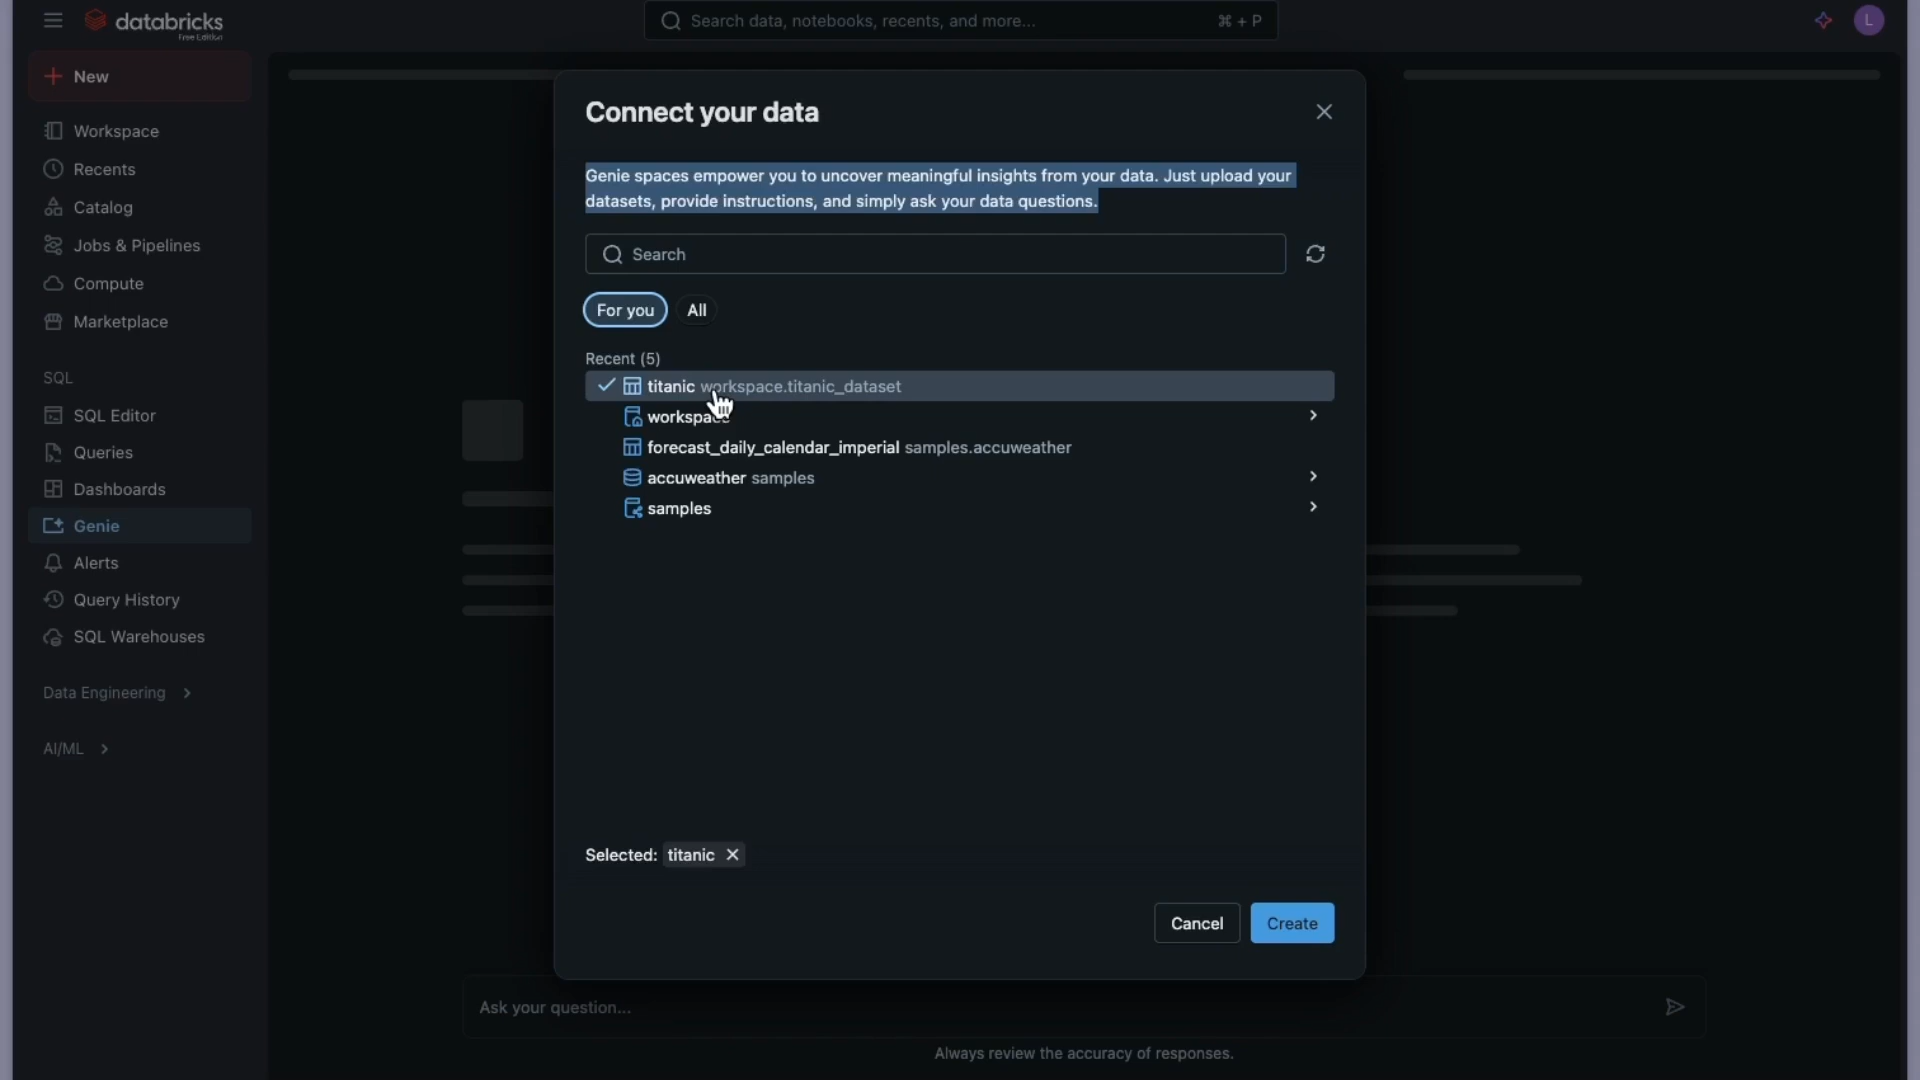 databricks
Free Edition
Search data, notebooks, recents, and more...
⌘ + P
L
New
Workspace
Recents
Catalog
Jobs & Pipelines
Compute
Marketplace
SQL
SQL Editor
Queries
Dashboards
Genie
Alerts
Query History
SQL Warehouses
Data Engineering
AI/ML
Connect your data
Genie spaces empower you to uncover meaningful insights from your data. Just upload your
datasets, provide instructions, and simply ask your data questions.
Search
For you
All
Recent (5)
titanic workspace.titanic_dataset
workspace
forecast_daily_calendar_imperial samples.accuweather
accuweather samples
samples
Selected: titanic
Cancel
Create
Ask your question...
Always review the accuracy of responses.